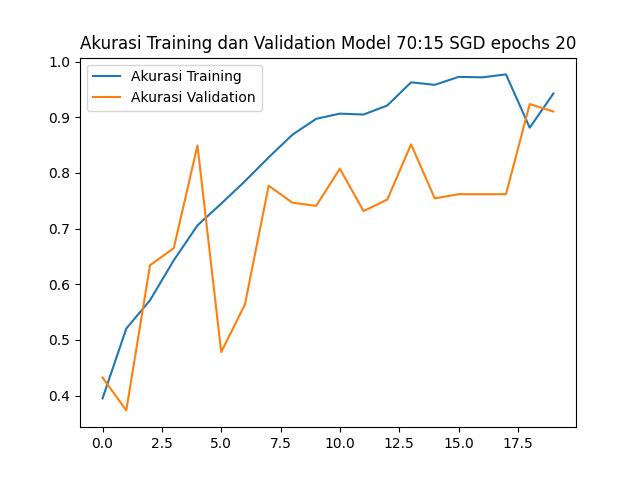 Akurasi Training dan Validation Model 70:15 SGD epochs 20
Akurasi Training
Akurasi Validation
1.0
0.9
0.8
0.7
0.6
0.5
0.4
0.0 2.5 5.0 7.5 10.0 12.5 15.0 17.5